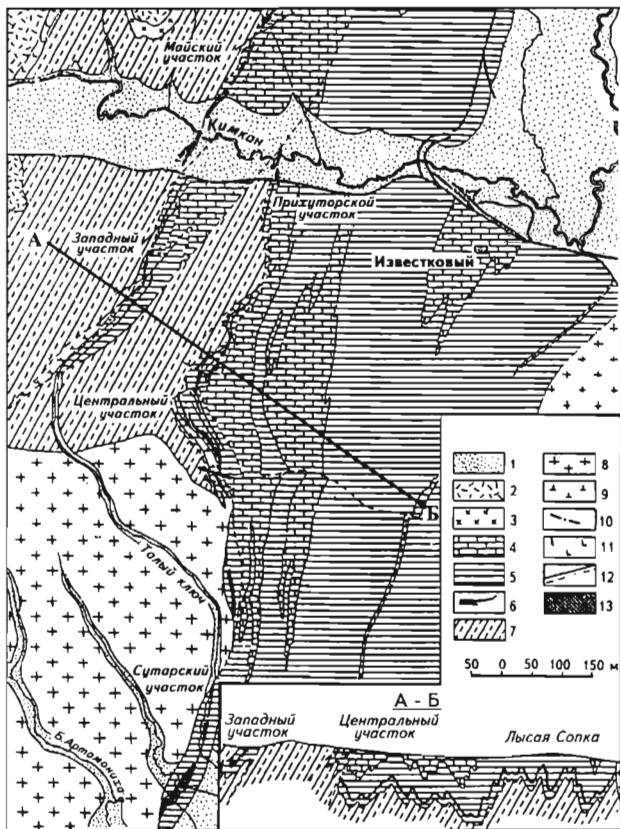 Майский
участок
Кимкан
Прихуторской
участок
А
Западный
участок
Известковый
Центральный
участок
Б
Талый ключ
Сутарский
участок
Б. Артамониха
1
2
3
4
5
6
7
8
9
10
11
12
13
50 0 50 100 150 м
А - Б
Западный
участок
Центральный
участок
Лысая Сопка